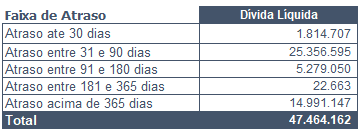 Faixa de Atraso Dívida Líquida
Atraso ate 30 dias 1.814.707
Atraso entre 31 e 90 dias 25.356.595
Atraso entre 91 e 180 dias 5.279.050
Atraso entre 181 e 365 dias 22.663
Atraso acima de 365 dias 14.991.147
Total 47.464.162